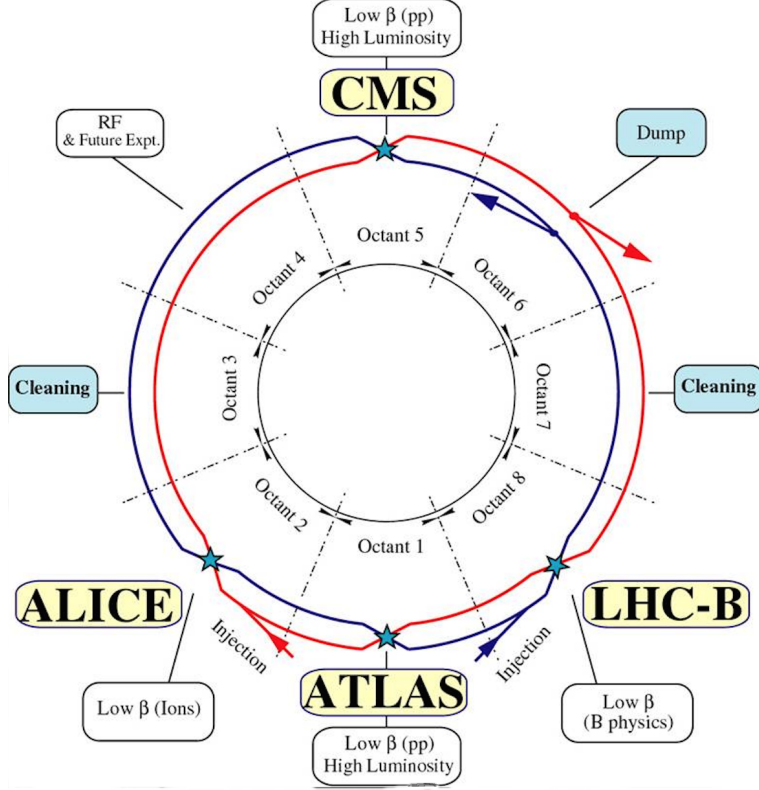 Low β (pp)
High Luminosity
CMS
RF
& Future Expt.
Dump
Octant 5
Octant 4
Octant 6
Cleaning
Octant 3
Octant 7
Cleaning
Octant 2
Octant 8
Octant 1
ALICE
LHC-B
Injection
Injection
ATLAS
Low β (Ions)
Low β
(B physics)
Low β (pp)
High Luminosity